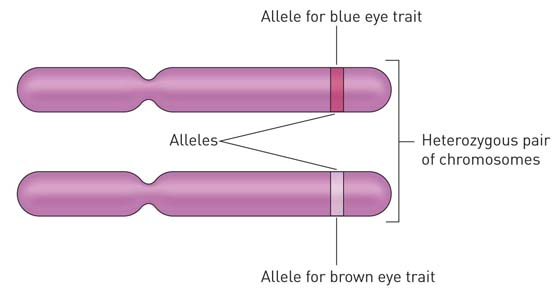 Allele for blue eye trait
Alleles
Heterozygous pair
of chromosomes
Allele for brown eye trait